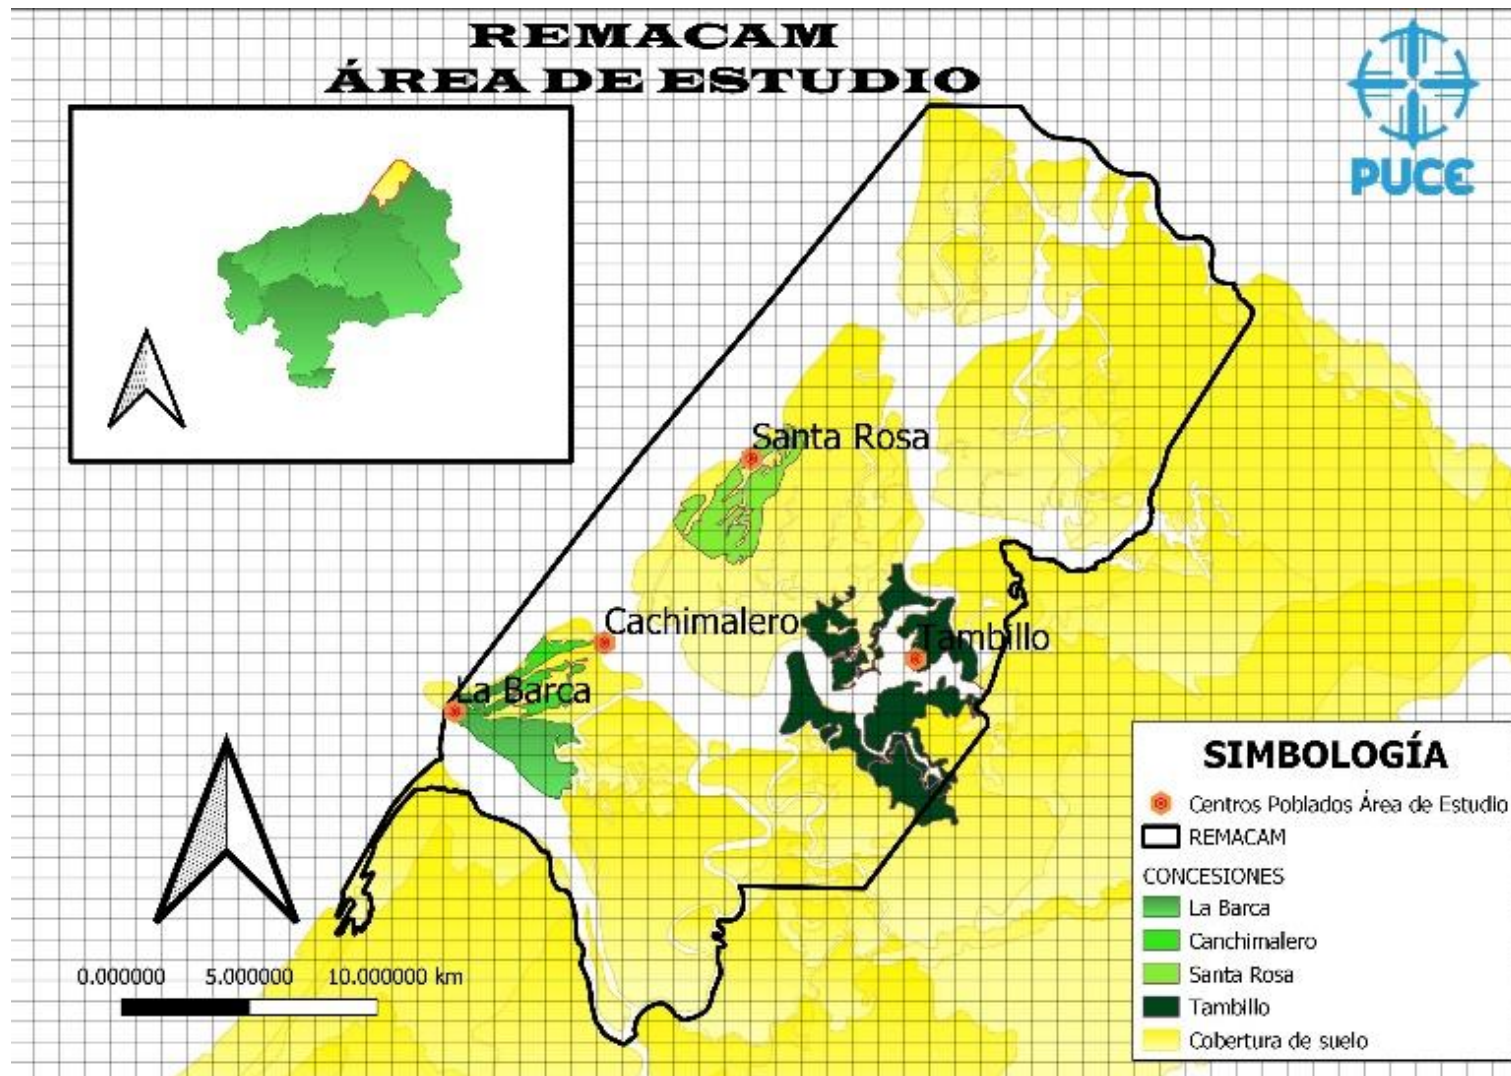 REMACAM
ÁREA DE ESTUDIO
PUCE
Santa Rosa
Cachimalero
Tambillo
La Barca
0.000000 5.000000 10.000000 km
SIMBOLOGÍA
Centros Poblados Área de Estudio
REMACAM
CONCESIONES
La Barca
Canchimalero
Santa Rosa
Tambillo
Cobertura de suelo